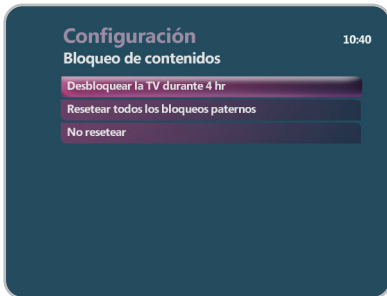 Configuración
10:40
Bloqueo de contenidos
Desbloquear la TV durante 4 hr
Resetear todos los bloqueos paternos
No resetear